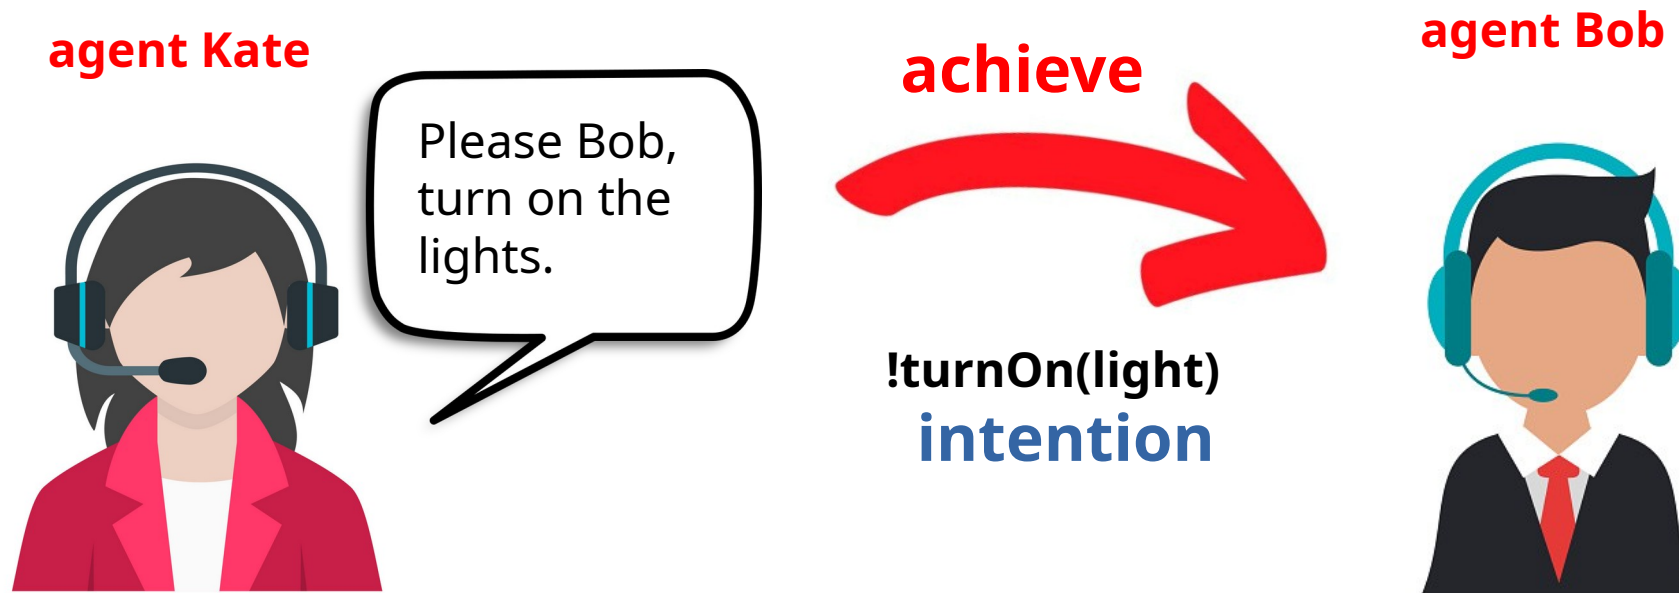 agent Kate
Please Bob,
turn on the
lights.
achieve
!turnOn(light)
intention
agent Bob